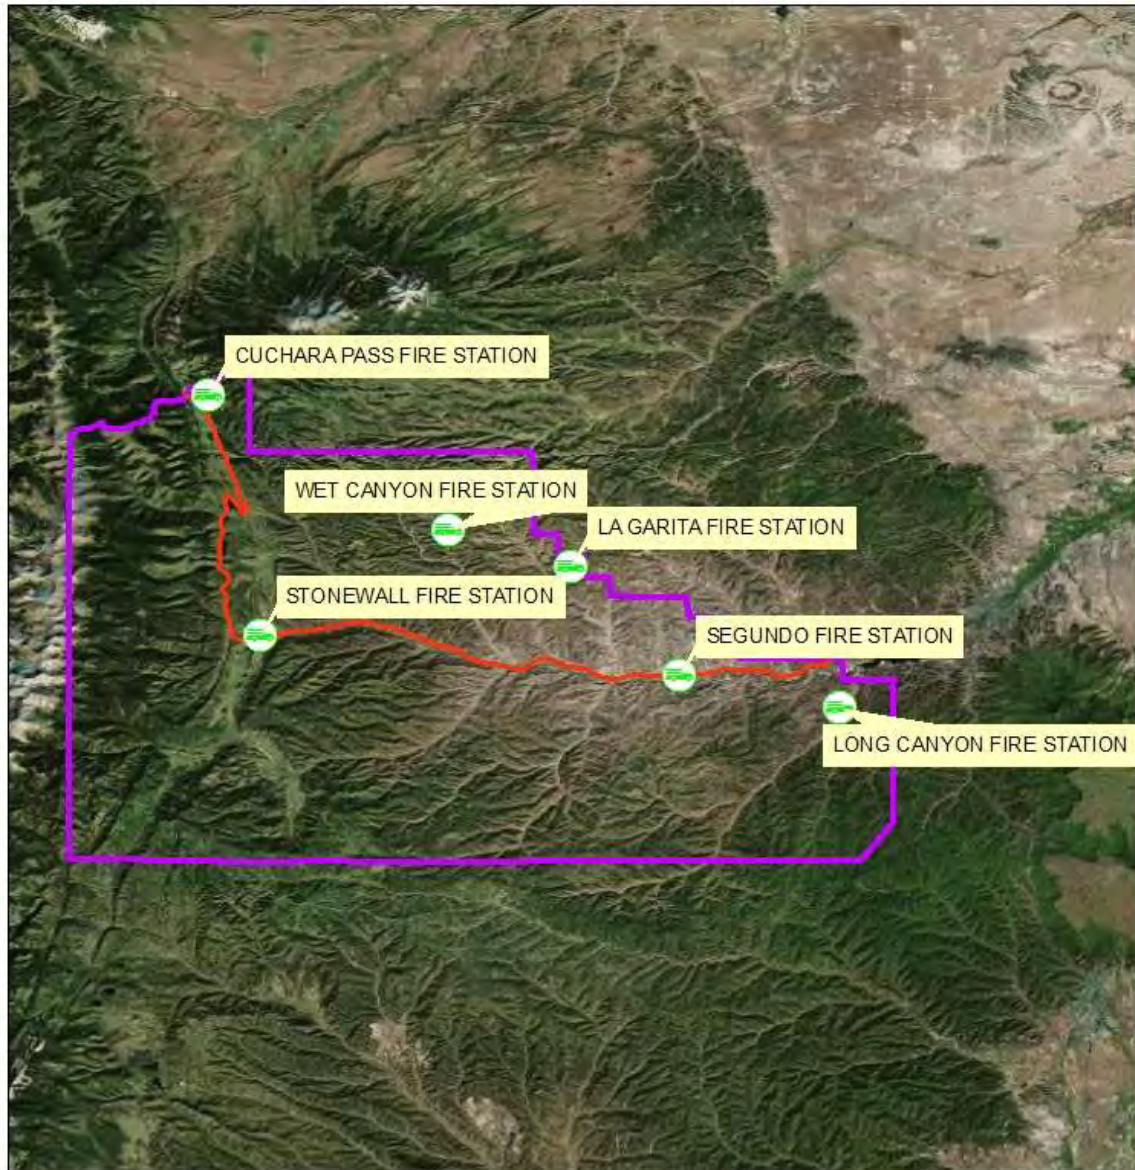 CUCHARA PASS FIRE STATION
WET CANYON FIRE STATION
LA GARITA FIRE STATION
STONEWALL FIRE STATION
SEGUNDO FIRE STATION
LONG CANYON FIRE STATION